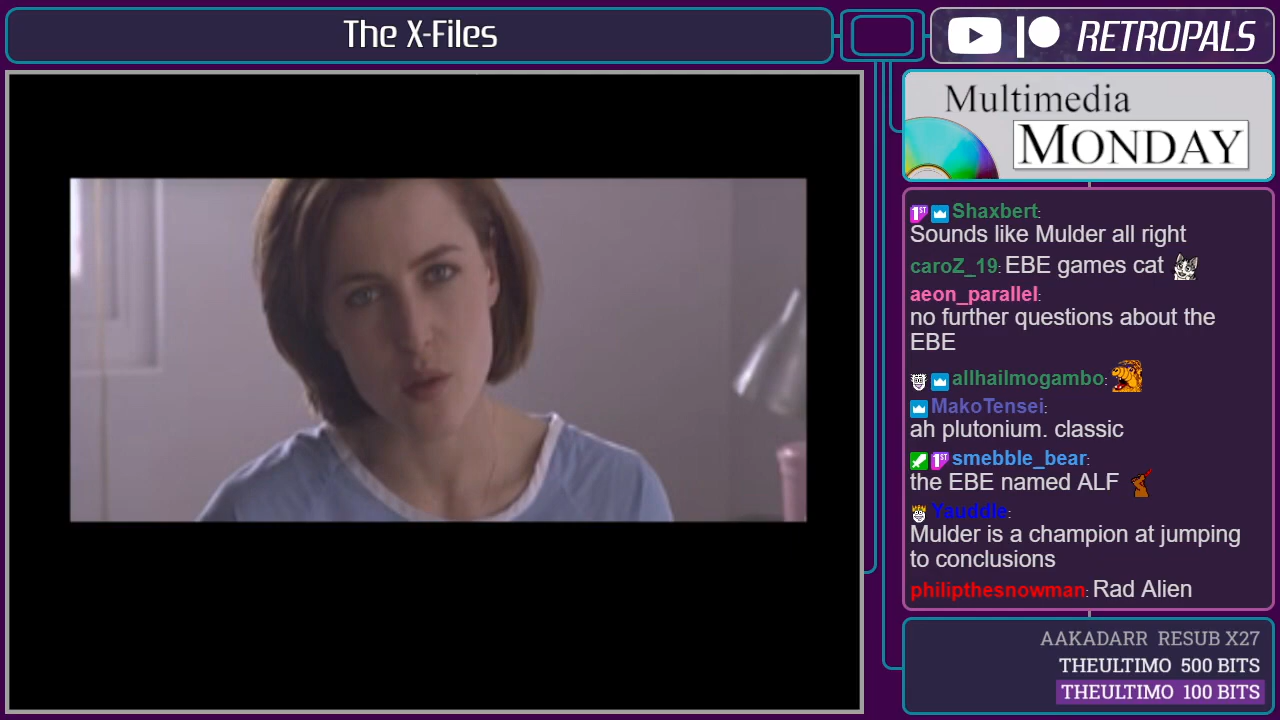 The X-Files
RETROPALS
Multimedia
MONDAY
1ST Shaxbert:
Sounds like Mulder all right
caroZ_19: EBE games cat
aeon_parallel:
no further questions about the
EBE
allhailmogambo:
MakoTensei:
ah plutonium. classic
1ST smebble_bear:
the EBE named ALF
Yauddle:
Mulder is a champion at jumping
to conclusions
philipthesnowman: Rad Alien
AAKADARR RESUB X27
THEULTIMO 500 BITS
THEULTIMO 100 BITS